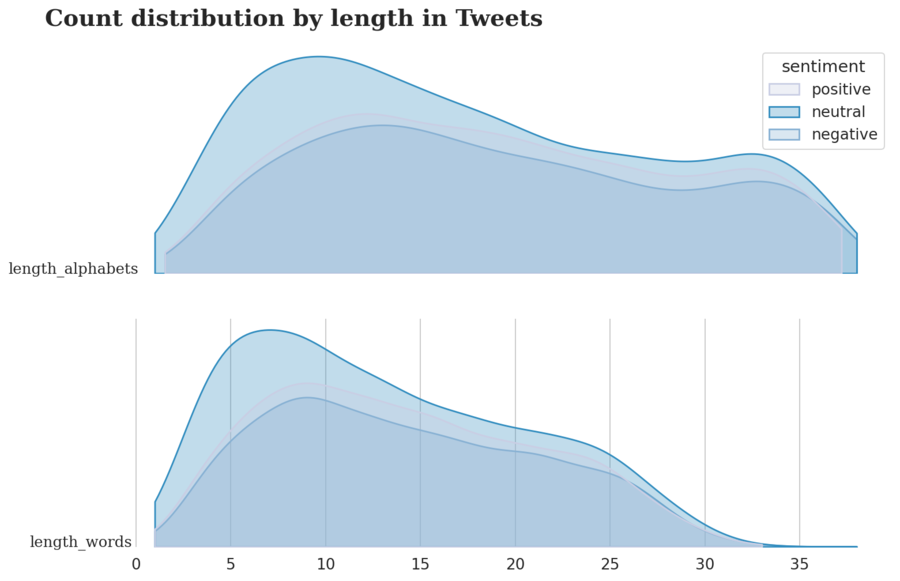 Count distribution by length in Tweets
sentiment
positive
neutral
negative
length_alphabets
length_words
0 5 10 15 20 25 30 35